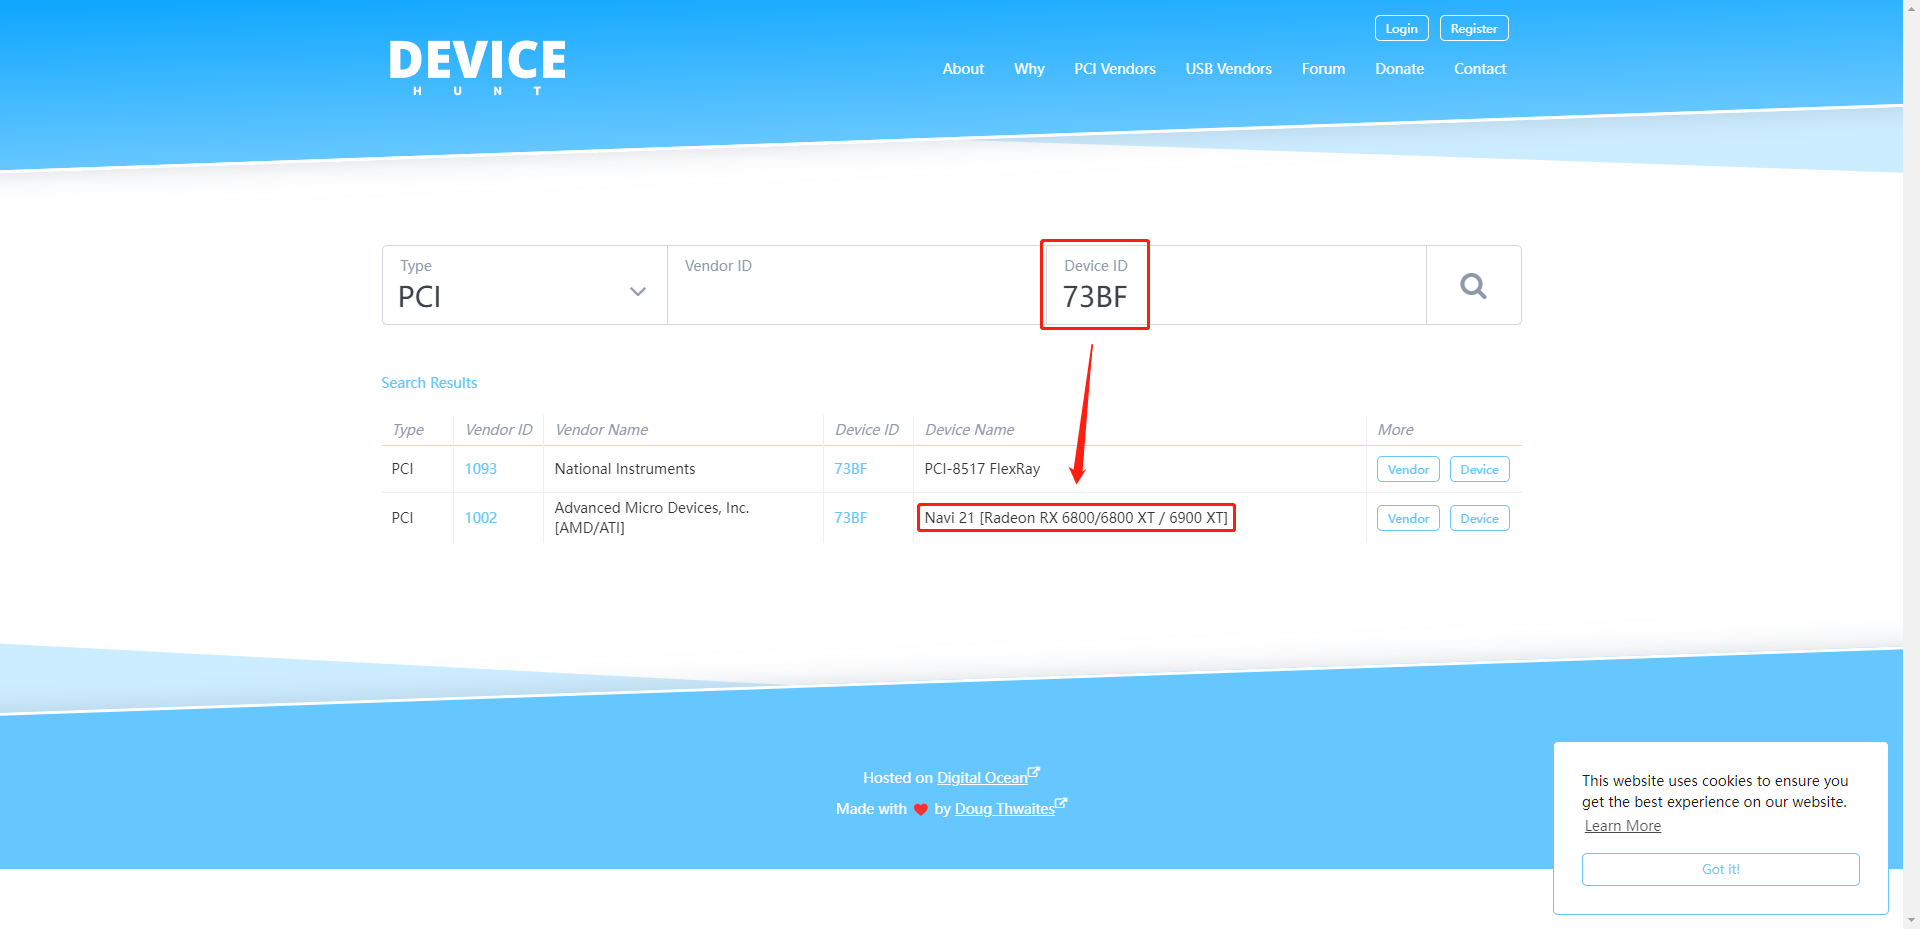 Login Register
DEVICE
HUNT
About Why PCI Vendors USB Vendors Forum Donate Contact
Type Vendor ID Device ID
PCI 73BF
Search Results
Type Vendor ID Vendor Name Device ID Device Name More
PCI 1093 National Instruments 73BF PCI-8517 FlexRay Vendor Device
PCI 1002 Advanced Micro Devices, Inc. [AMD/ATI] 73BF Navi 21 [Radeon RX 6800/6800 XT / 6900 XT] Vendor Device
Hosted on Digital Ocean
Made with ❤ by Doug Thwaites
This website uses cookies to ensure you
get the best experience on our website.
Learn More
Got it!